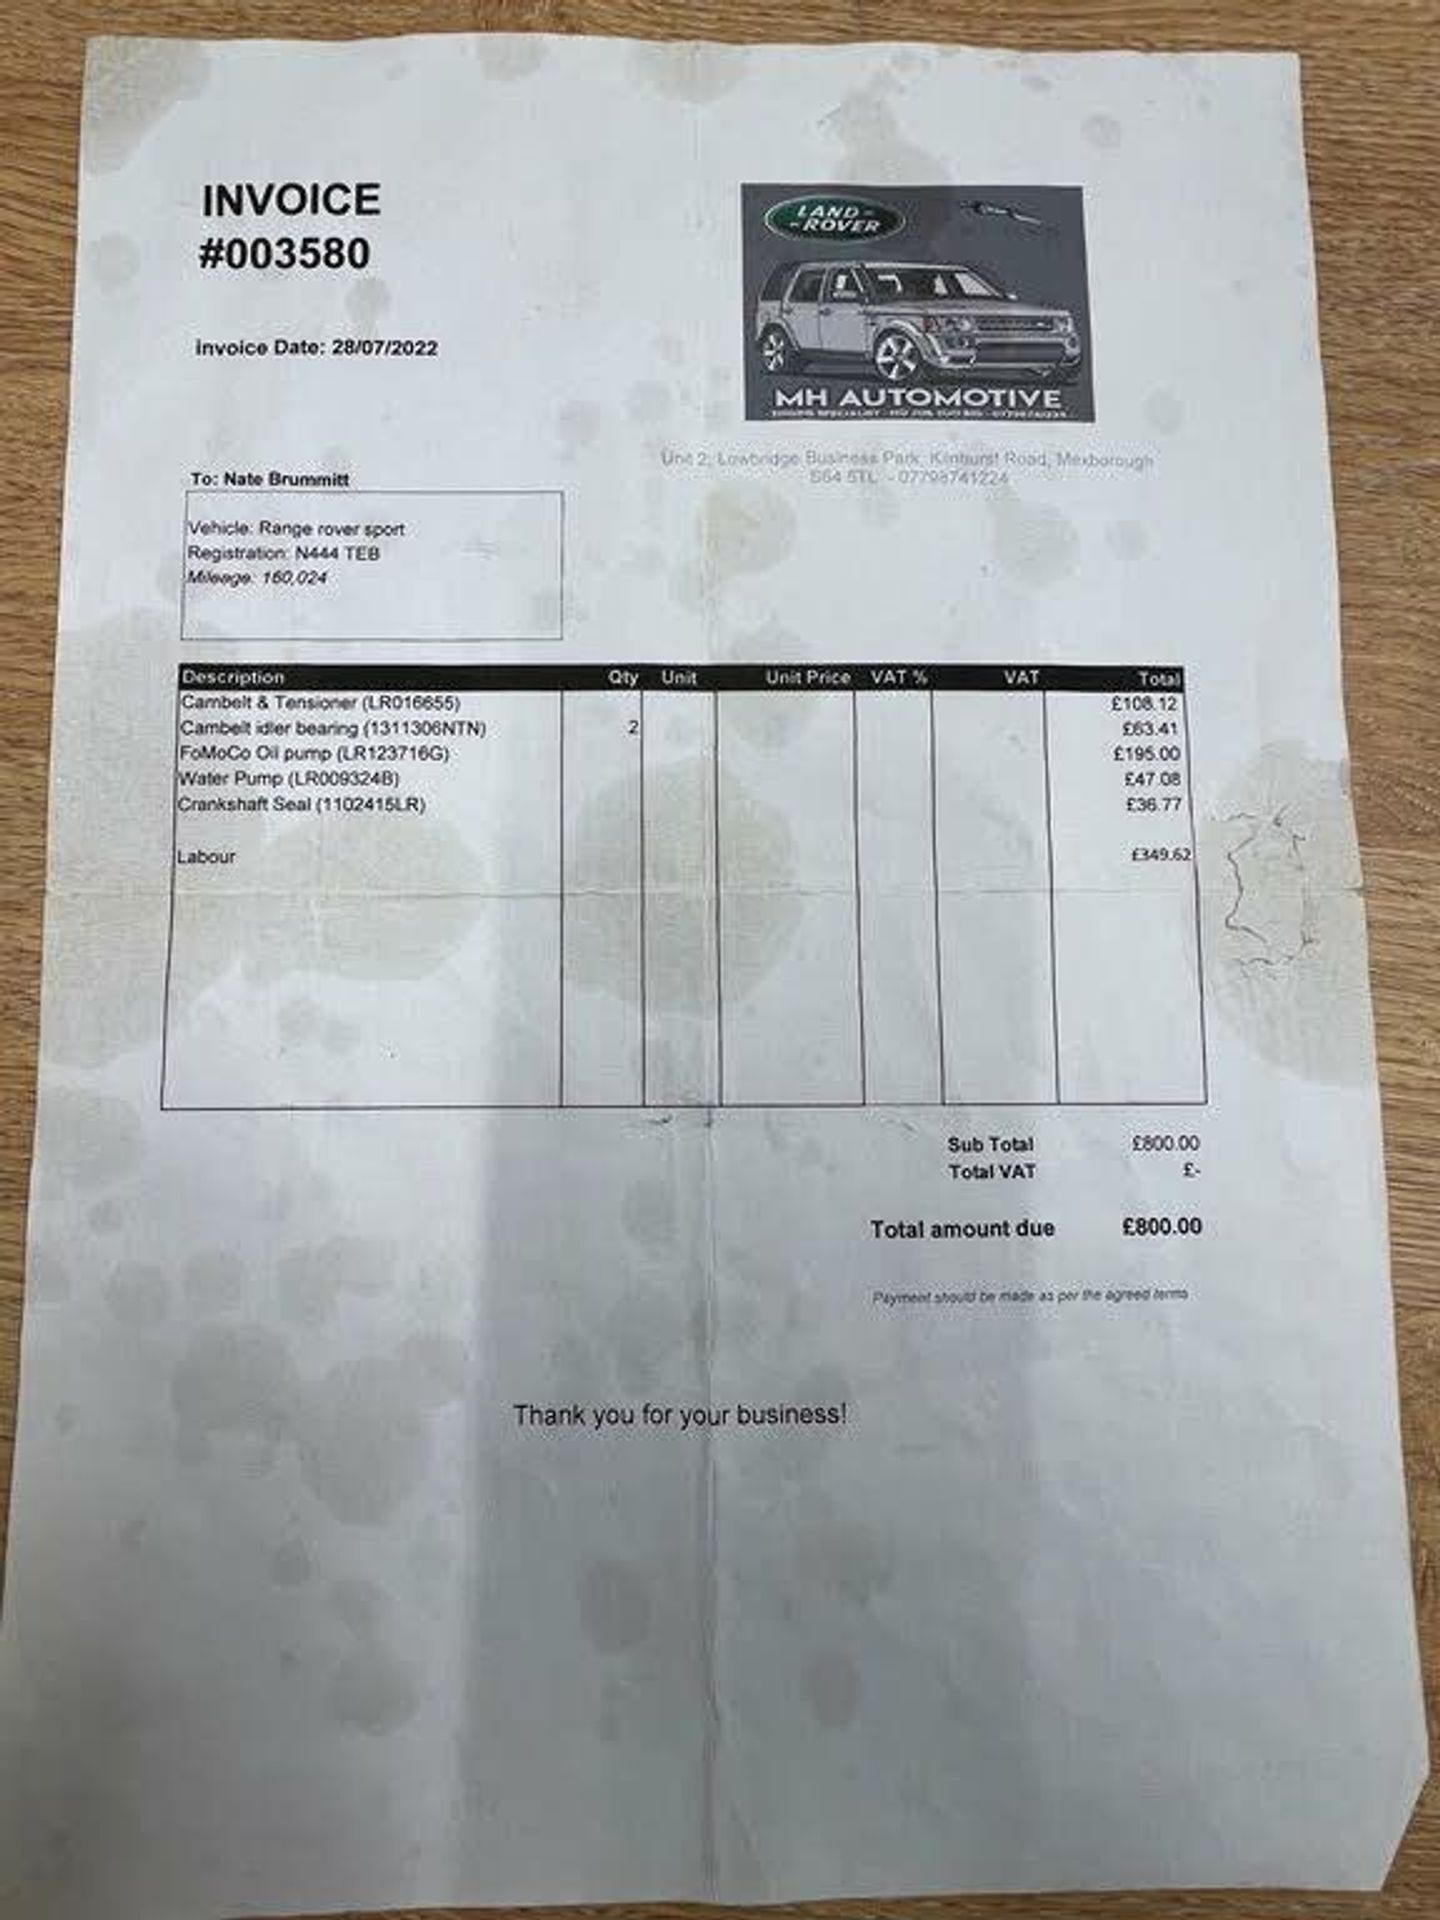 INVOICE
#003580
Invoice Date: 28/07/2022
LAND-
-ROVER
MH AUTOMOTIVE
Unit 2, Lowbridge Business Park, Kilnhurst Road, Mexborough
S64 5TL - 07798741224
To: Nate Brummitt
Vehicle: Range rover sport
Registration: N444 TEB
Mileage: 160,024
Description Qty Unit Unit Price VAT % VAT Total
Cambelt & Tensioner (LR016655) £108.12
Cambelt idler bearing (1311306NTN) 2 £63.41
FoMoCo Oil pump (LR123716G) £195.00
Water Pump (LR009324B) £47.08
Crankshaft Seal (1102415LR) £36.77
Labour £349.62
Sub Total £800.00
Total VAT £-
Total amount due £800.00
Payment should be made as per the agreed terms
Thank you for your business!